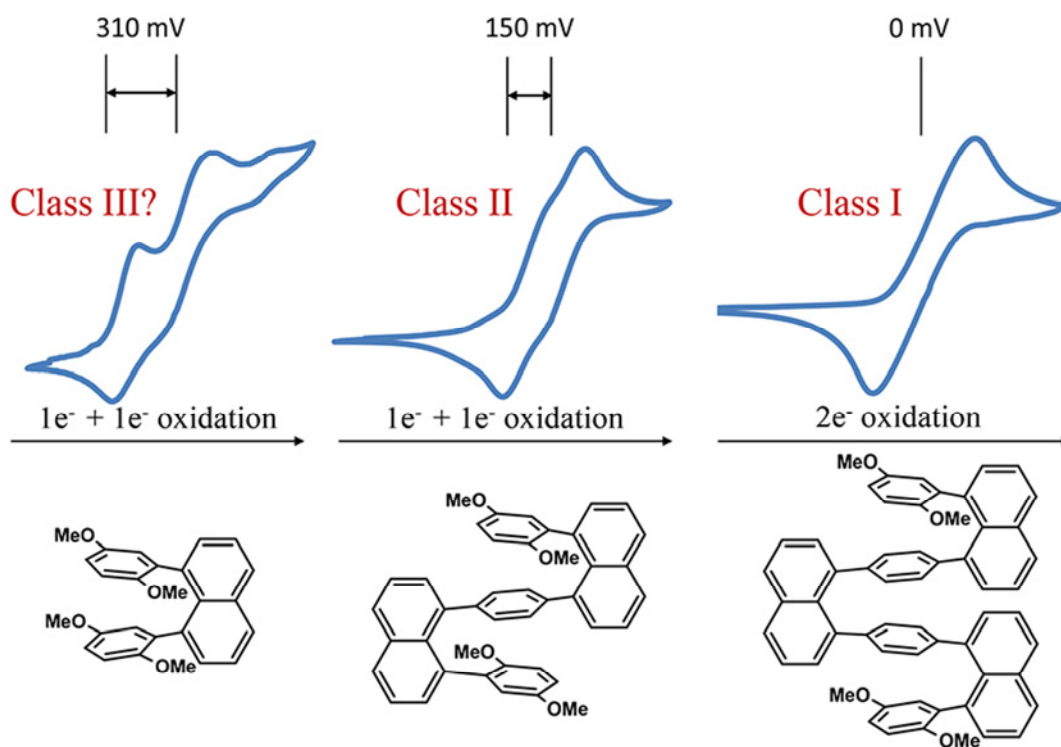 310 mV
150 mV
0 mV
Class III?
Class II
Class I
1e⁻ + 1e⁻ oxidation
1e⁻ + 1e⁻ oxidation
2e⁻ oxidation
MeO
OMe
MeO
OMe
MeO
OMe
MeO
OMe
MeO
OMe
MeO
OMe